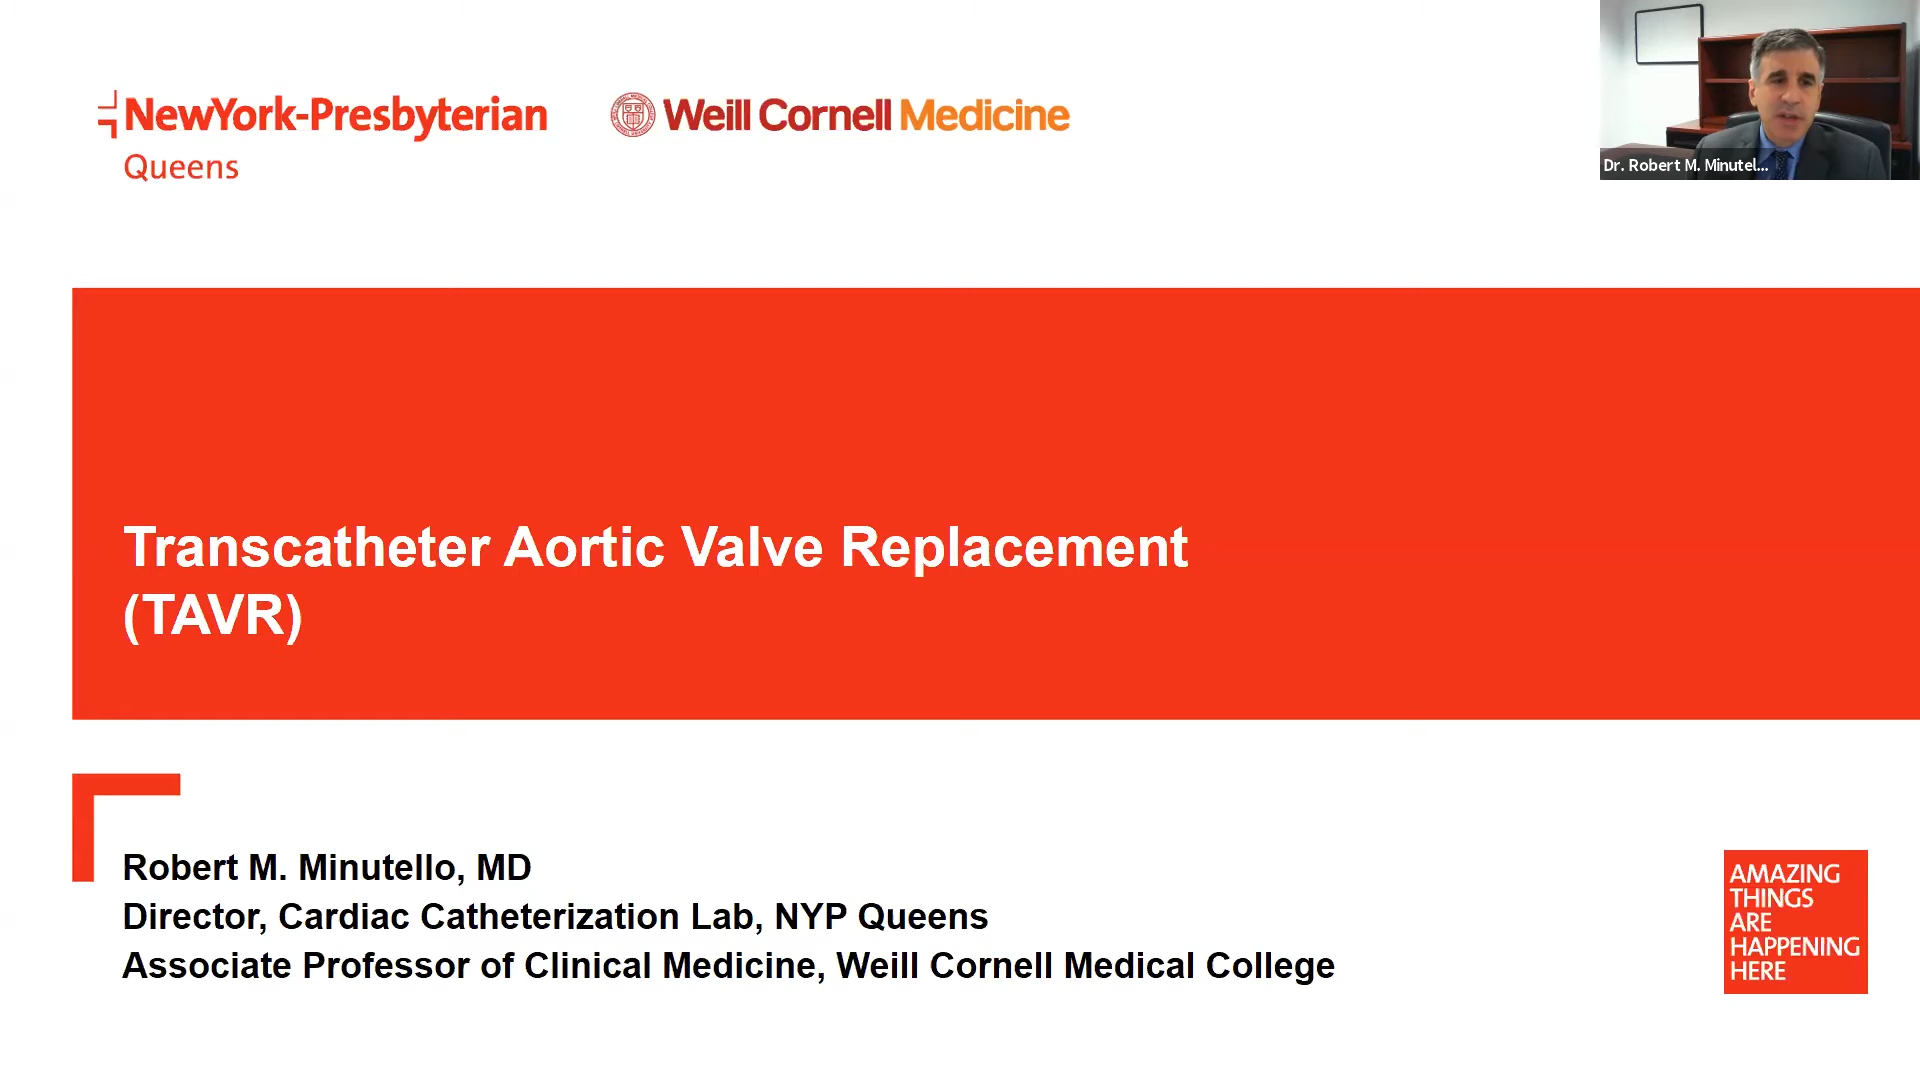 NewYork-Presbyterian
Queens
Weill Cornell Medicine
Dr. Robert M. Minutel...
Transcatheter Aortic Valve Replacement
(TAVR)
Robert M. Minutello, MD
Director, Cardiac Catheterization Lab, NYP Queens
Associate Professor of Clinical Medicine, Weill Cornell Medical College
AMAZING
THINGS
ARE
HAPPENING
HERE